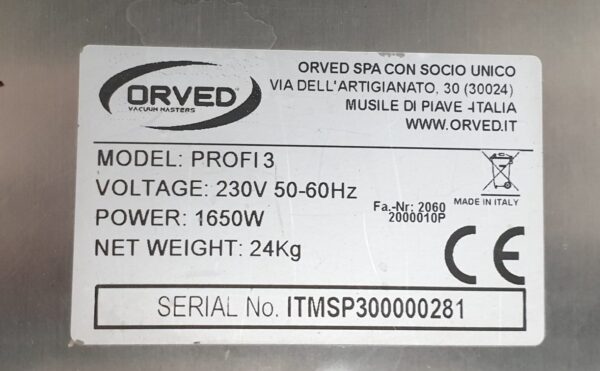 ORVED
VACUUM MASTERS
ORVED SPA CON SOCIO UNICO
VIA DELL'ARTIGIANATO, 30 (30024)
MUSILE DI PIAVE -ITALIA
WWW.ORVED.IT
MODEL: PROFI 3
VOLTAGE: 230V 50-60Hz
POWER: 1650W
NET WEIGHT: 24Kg
Fa.-Nr: 2060
2000010P
MADE IN ITALY
CE
SERIAL No. ITMSP300000281